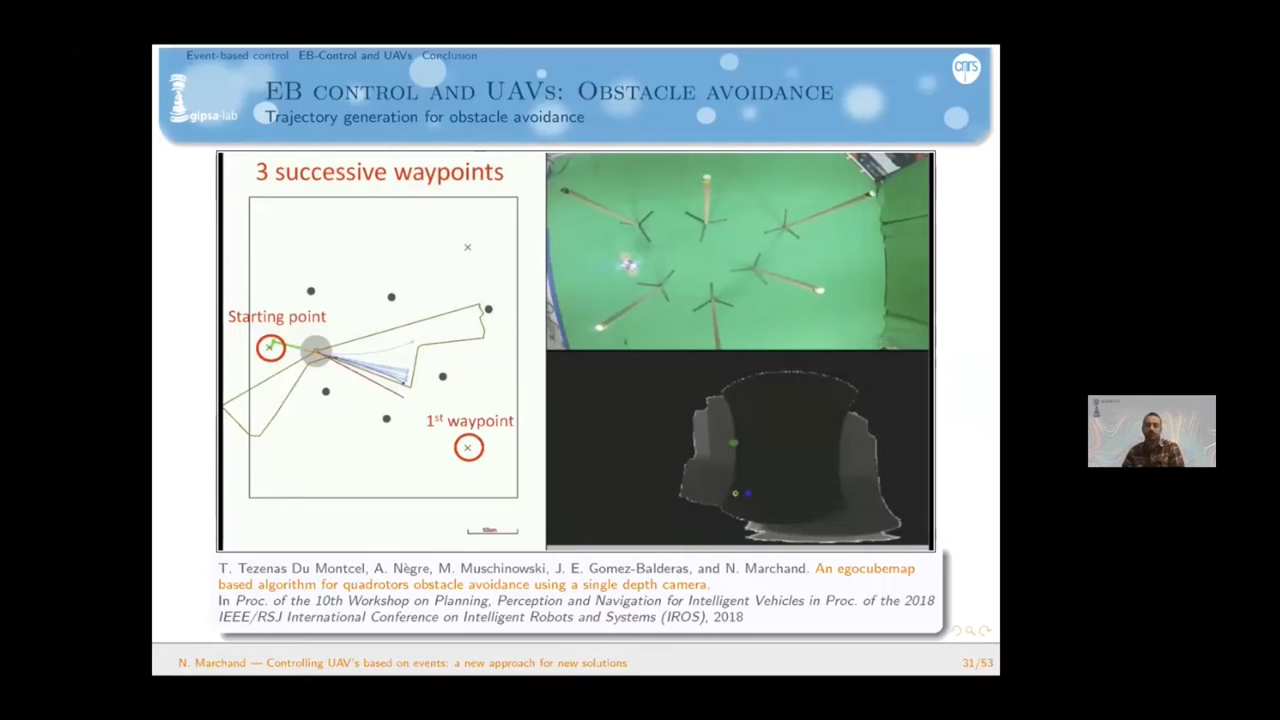 Event-based control EB-Control and UAVs Conclusion
EB CONTROL AND UAVS: OBSTACLE AVOIDANCE
cnrs
gipsa-lab
Trajectory generation for obstacle avoidance
3 successive waypoints
Starting point
1st waypoint
50cm
T. Tezenas Du Montcel, A. Nègre, M. Muschinowski, J. E. Gomez-Balderas, and N. Marchand. An egocubemap
based algorithm for quadrotors obstacle avoidance using a single depth camera.
In Proc. of the 10th Workshop on Planning, Perception and Navigation for Intelligent Vehicles in Proc. of the 2018
IEEE/RSJ International Conference on Intelligent Robots and Systems (IROS), 2018
N. Marchand — Controlling UAV's based on events: a new approach for new solutions
31/53